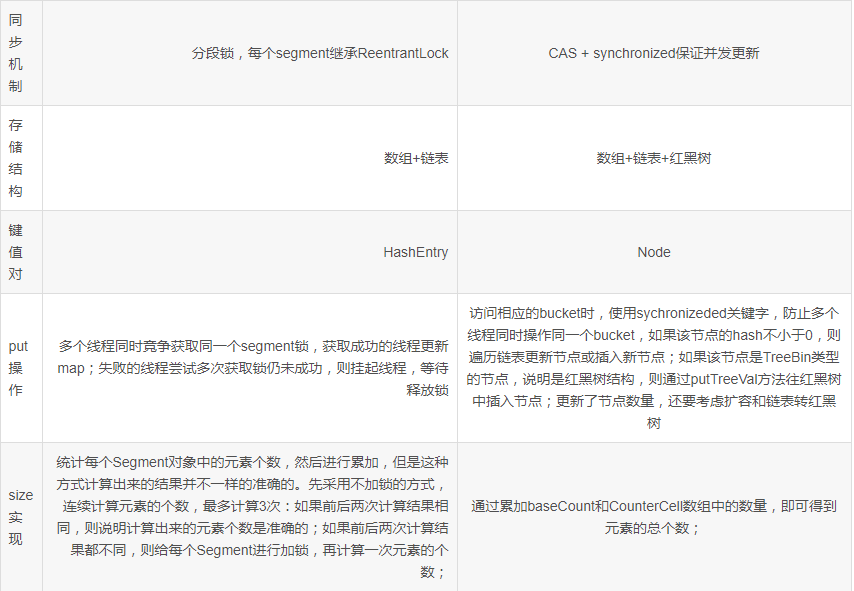 同
步
机
制
分段锁，每个segment继承ReentrantLock
CAS + synchronized保证并发更新
存
储
结
构
数组+链表
数组+链表+红黑树
键
值
对
HashEntry
Node
put
操
作
多个线程同时竟争获取同一个segment锁，获取成功的线程更新
map；失败的线程尝试多次获取锁仍未成功，则挂起线程，等待
释放锁
访问相应的bucket时，使用sychronizeded关键字，防止多个
线程同时操作同一个bucket，如果该节点的hash不小于0，则
遍历链表更新节点或插入新节点；如果该节点是TreeBin类型
的节点，说明是红黑树结构，则通过putTreeVal方法往红黑树
中插入节点；更新了节点数量，还要考虑扩容和链表转红黑
树
size
实
现
统计每个Segment对象中的元素个数，然后进行累加，但是这种
方式计算出来的结果并不一样的准确的。先采用不加锁的方式，
连续计算元素的个数，最多计算3次：如果前后两次计算结果相
同，则说明计算出来的元素个数是准确的；如果前后两次计算结
果都不同，则给每个Segment进行加锁，再计算一次元素的个
数；
通过累加baseCount和CounterCell数组中的数量，即可得到
元素的总个数；